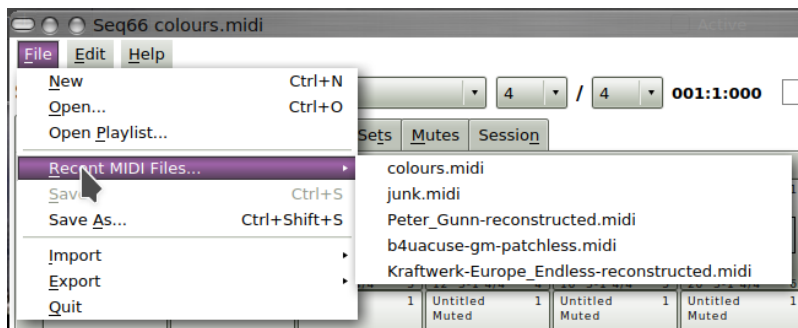 Seq66 colours.midi
Active
File Edit Help
New Ctrl+N
Open... Ctrl+O
4 / 4 001:1:000
Open Playlist...
Sets Mutes Session
Recent MIDI Files...
colours.midi
Save Ctrl+S
junk.midi
Save As... Ctrl+Shift+S
Peter_Gunn-reconstructed.midi
b4uacuse-gm-patchless.midi
Import
Kraftwerk-Europe_Endless-reconstructed.midi
Export
Quit
1 Untitled 1 Untitled 1 Untitled 1
Muted Muted Muted